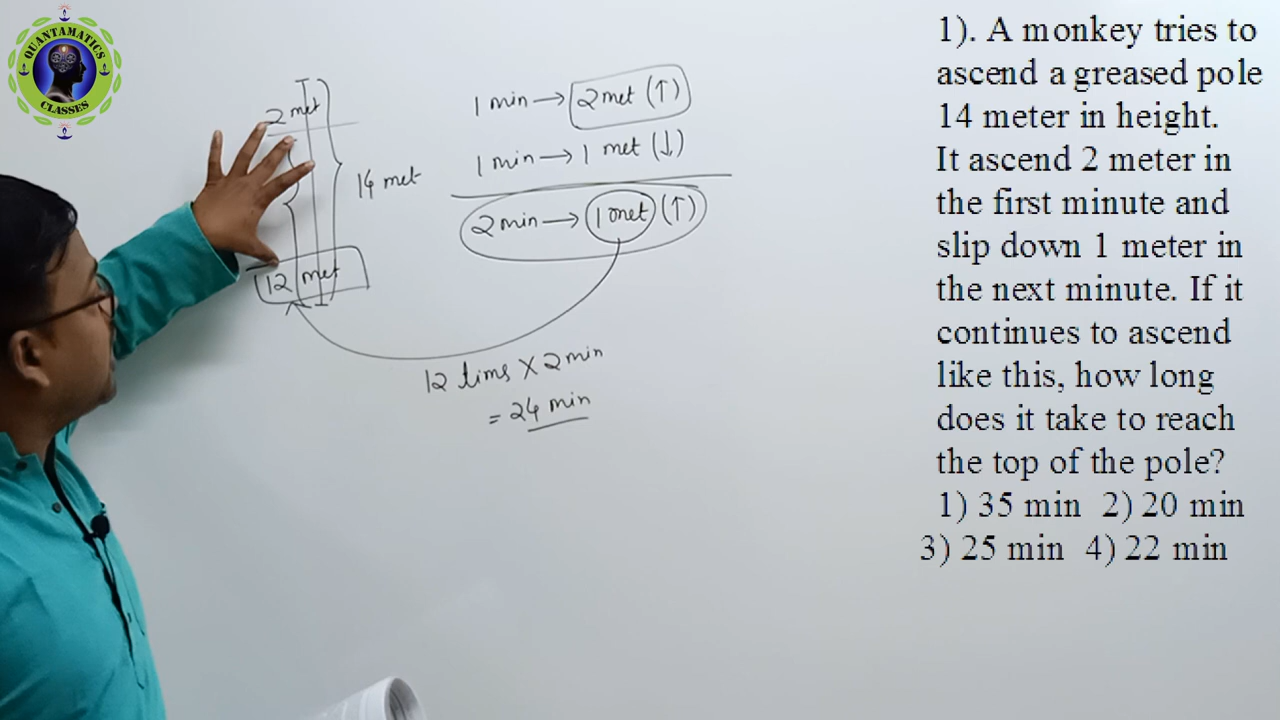 QUANTAMATICS
CLASSES
2 met
14 met
12 met
1 min → 2 met (↑)
1 min → 1 met (↓)
2 min → 1 met (↑)
12 tims × 2 min
= 24 min
1). A monkey tries to
ascend a greased pole
14 meter in height.
It ascend 2 meter in
the first minute and
slip down 1 meter in
the next minute. If it
continues to ascend
like this, how long
does it take to reach
the top of the pole?
1) 35 min 2) 20 min
3) 25 min 4) 22 min